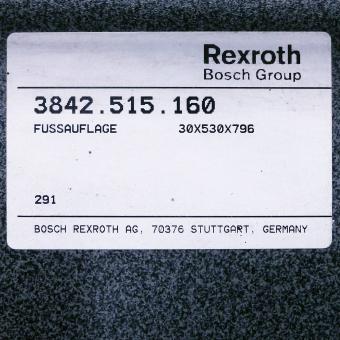 Rexroth
Bosch Group
3842.515.160
FUSSAUFLAGE 30X530X796
291
BOSCH REXROTH AG, 70376 STUTTGART, GERMANY